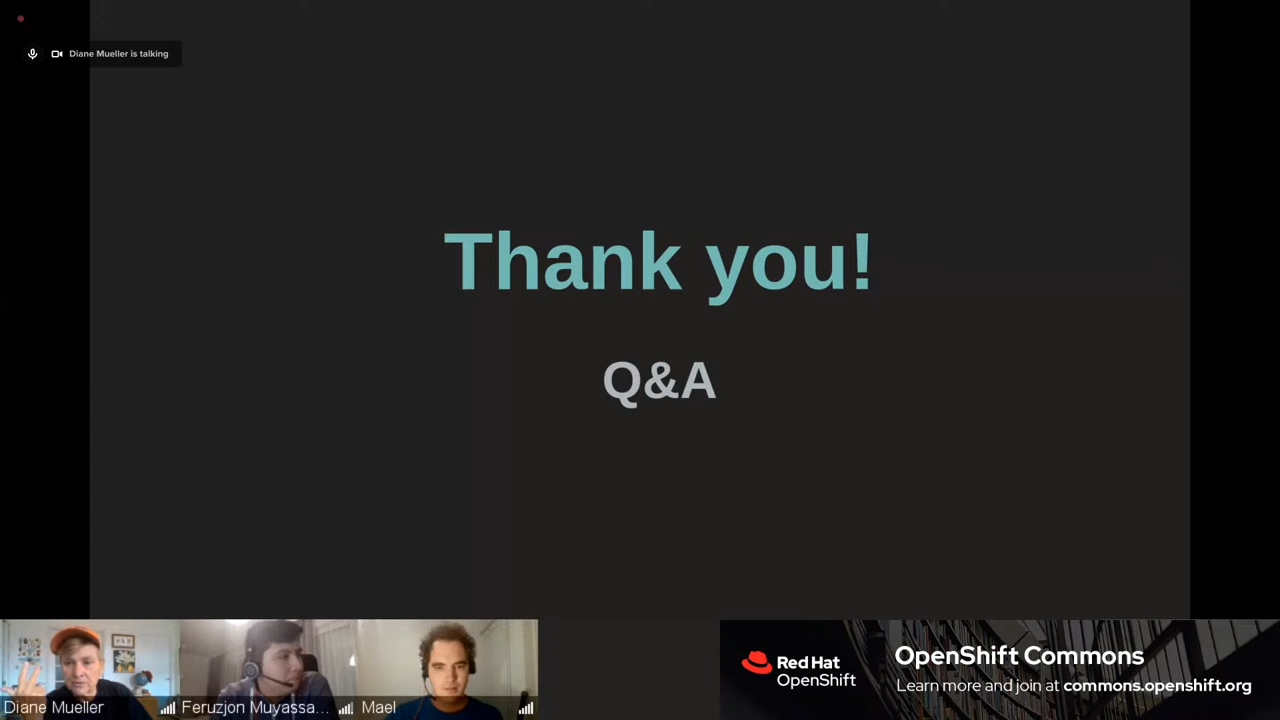 Diane Mueller is talking
Thank you!
Q&A
Diane Mueller
Feruzjon Muyassa...
Mael
Red Hat
OpenShift
OpenShift Commons
Learn more and join at commons.openshift.org